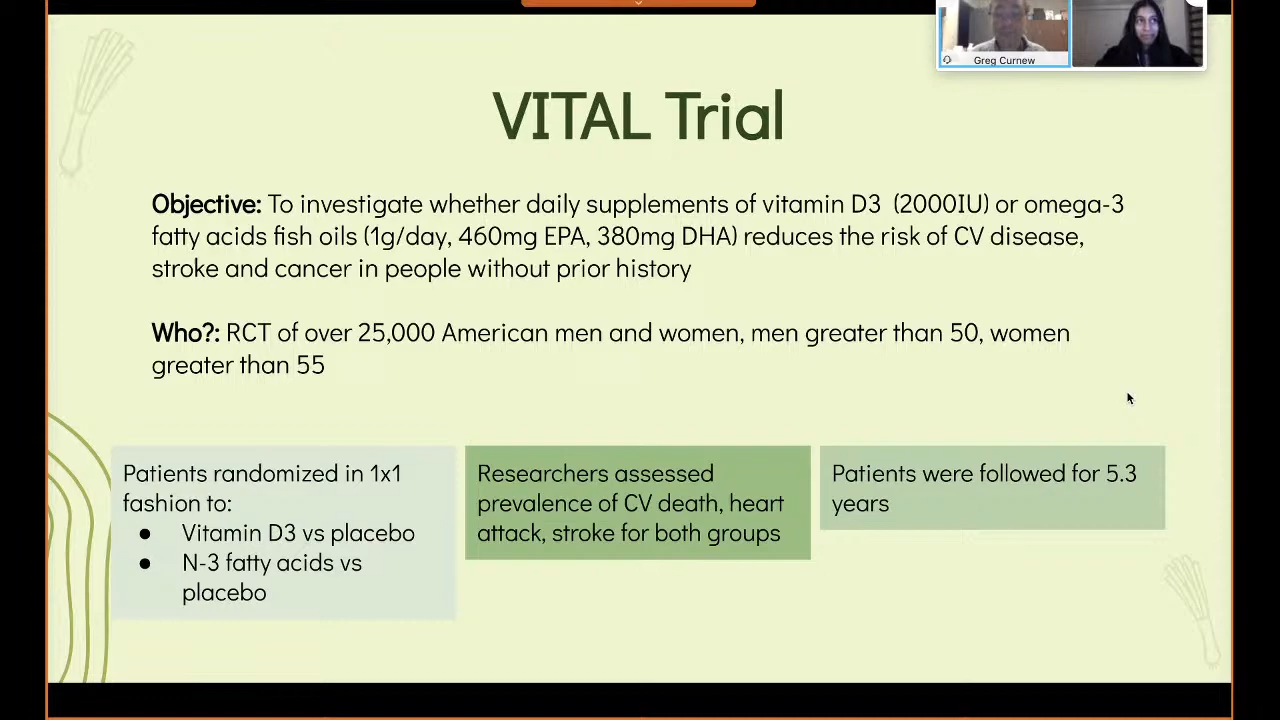 Greg Curnew
VITAL Trial
Objective: To investigate whether daily supplements of vitamin D3 (2000IU) or omega-3
fatty acids fish oils (1g/day, 460mg EPA, 380mg DHA) reduces the risk of CV disease,
stroke and cancer in people without prior history
Who?: RCT of over 25,000 American men and women, men greater than 50, women
greater than 55
Patients randomized in 1x1
fashion to:
● Vitamin D3 vs placebo
● N-3 fatty acids vs
placebo
Researchers assessed
prevalence of CV death, heart
attack, stroke for both groups
Patients were followed for 5.3
years